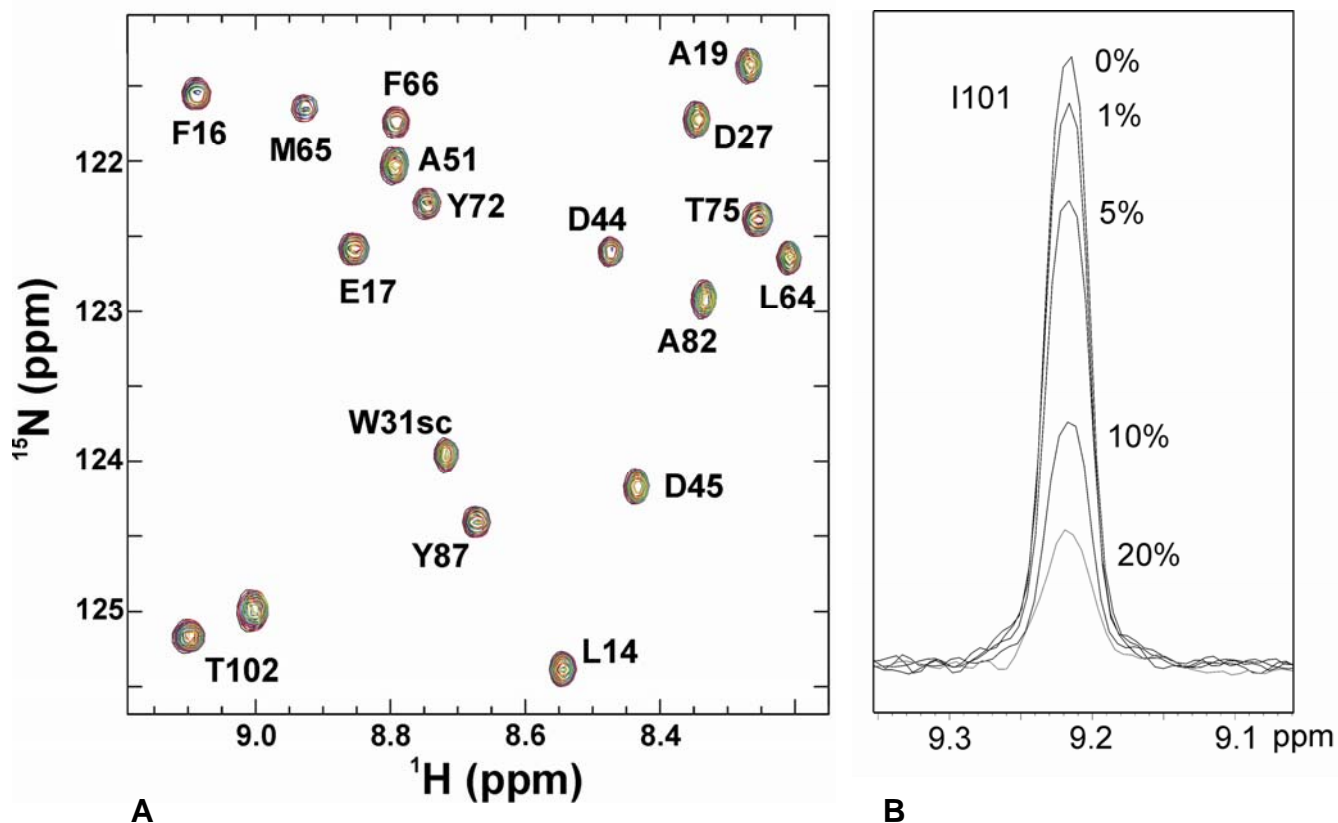 A19
F66
F16
M65
D27
A51
Y72
T75
D44
E17
L64
A82
W31sc
D45
Y87
T102
L14
122
123
124
125
¹⁵N (ppm)
9.0 8.8 8.6 8.4
¹H (ppm)
A
I101
0%
1%
5%
10%
20%
9.3 9.2 9.1 ppm
B